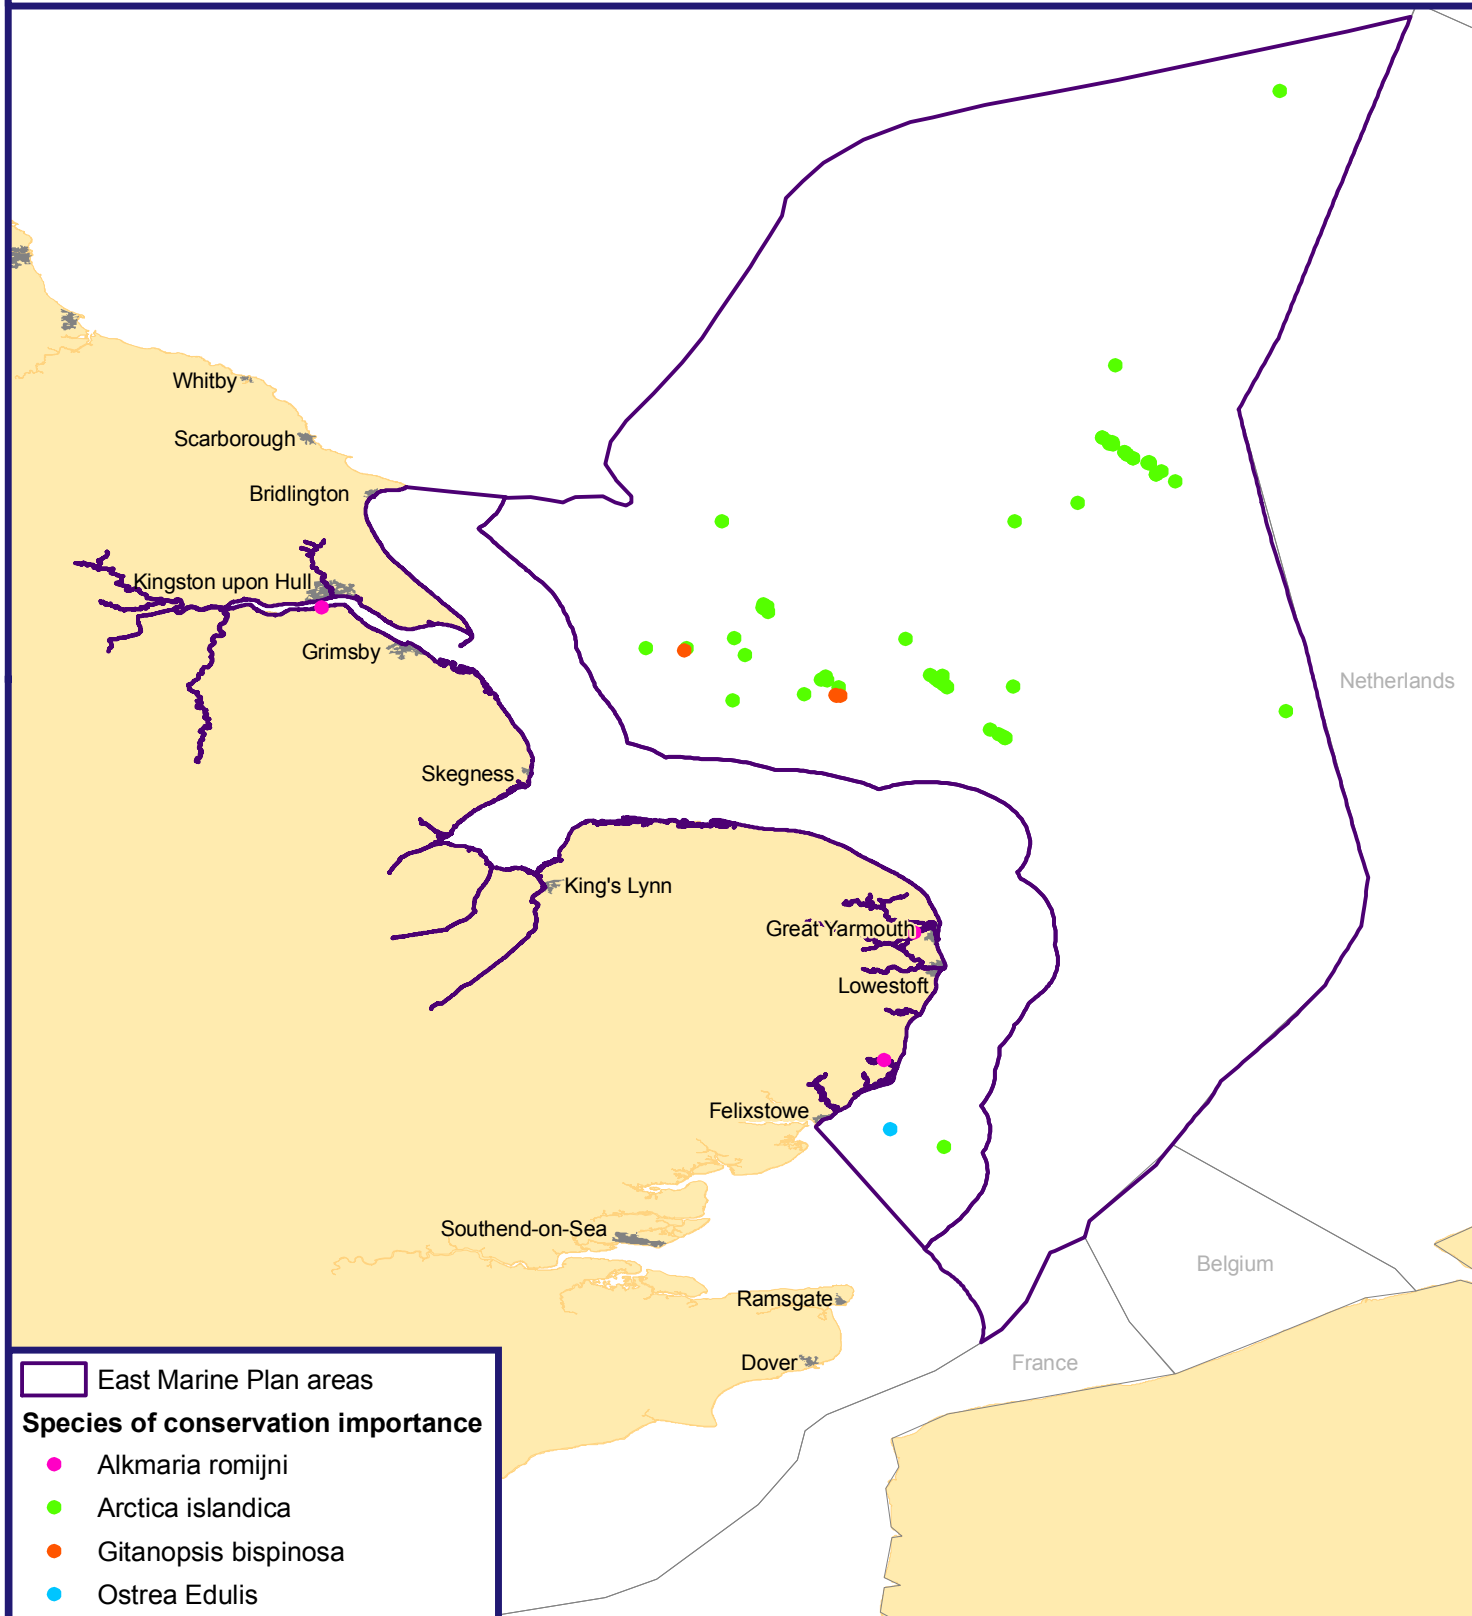 Whitby
Scarborough
Bridlington
Kingston upon Hull
Grimsby
Netherlands
Skegness
King's Lynn
Great Yarmouth
Lowestoft
Felixstowe
Southend-on-Sea
Belgium
Ramsgate
Dover
France
East Marine Plan areas
Species of conservation importance
Alkmaria romijni
Arctica islandica
Gitanopsis bispinosa
Ostrea Edulis